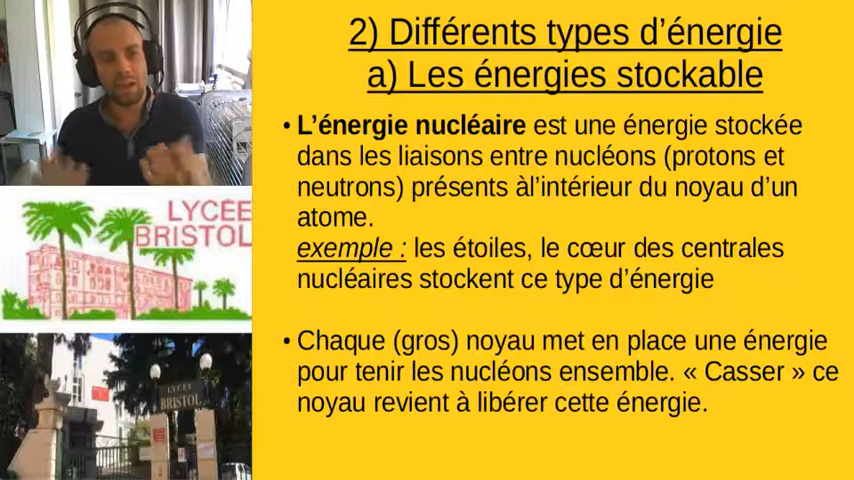 2) Différents types d’énergie
a) Les énergies stockable
• L’énergie nucléaire est une énergie stockée
dans les liaisons entre nucléons (protons et
neutrons) présents àl’intérieur du noyau d’un
atome.
exemple : les étoiles, le cœur des centrales
nucléaires stockent ce type d’énergie
• Chaque (gros) noyau met en place une énergie
pour tenir les nucléons ensemble. « Casser » ce
noyau revient à libérer cette énergie.
LYCÉE
BRISTOL
LYCÉE
BRISTOL